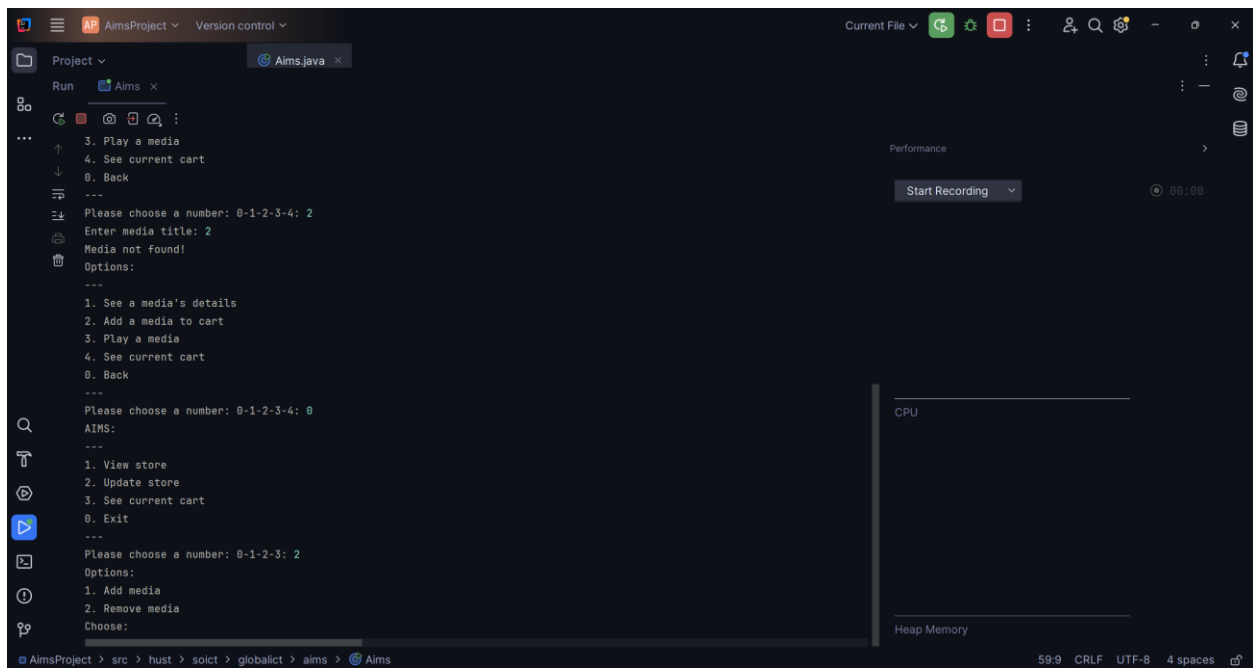 AP AimsProject Version control Current File
Project Aims.java
Run Aims
3. Play a media
4. See current cart
0. Back
---
Please choose a number: 0-1-2-3-4: 2
Enter media title: 2
Media not found!
Options:
---
1. See a media's details
2. Add a media to cart
3. Play a media
4. See current cart
0. Back
---
Please choose a number: 0-1-2-3-4: 0
AIMS:
---
1. View store
2. Update store
3. See current cart
0. Exit
---
Please choose a number: 0-1-2-3: 2
Options:
1. Add media
2. Remove media
Choose:
Performance
Start Recording 00:00
CPU
Heap Memory
AimsProject > src > hust > soict > globalict > aims > Aims 59:9 CRLF UTF-8 4 spaces